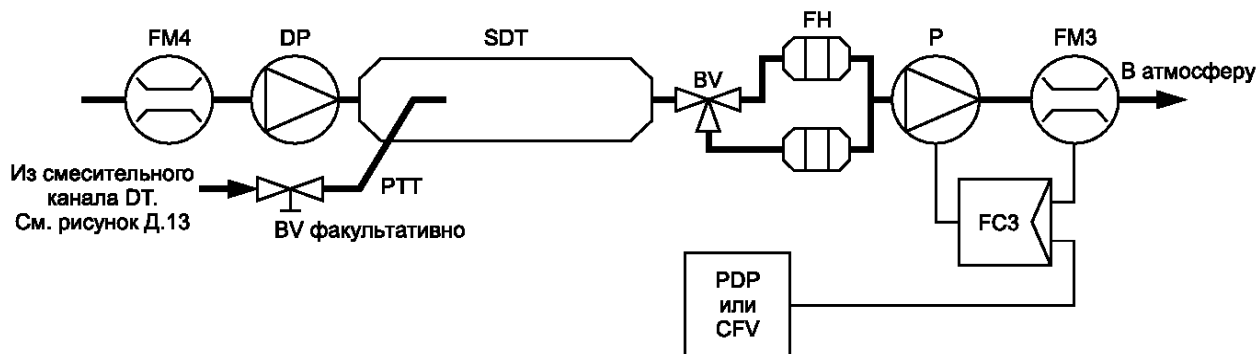 FM4
DP
SDT
BV
FH
P
FM3
В атмосферу
Из смесительного
канала DT.
См. рисунок Д.13
PTT
BV факультативно
FC3
PDP
или
CFV